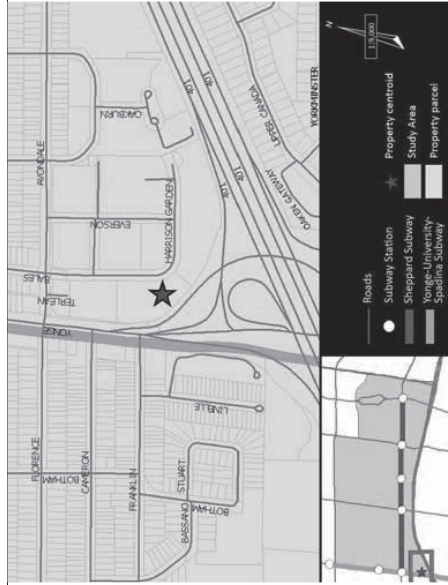 AVONDALE
OAKBURN
EVERSON
HARRISON GARDEN
BALES
TERLEAN
YONGE
401
401
401
401
UPPER CANADA
OAKEN GATEWAY
YORKMINSTER
FLORENCE
BOTHAM
CAMERON
FRANKLIN
LINELLE
STUART
BASSANO
BOTHAM
N
1:9,000
Roads
Subway Station
Sheppard Subway
Yonge-University-
Spadina Subway
Property centroid
Study Area
Property parcel